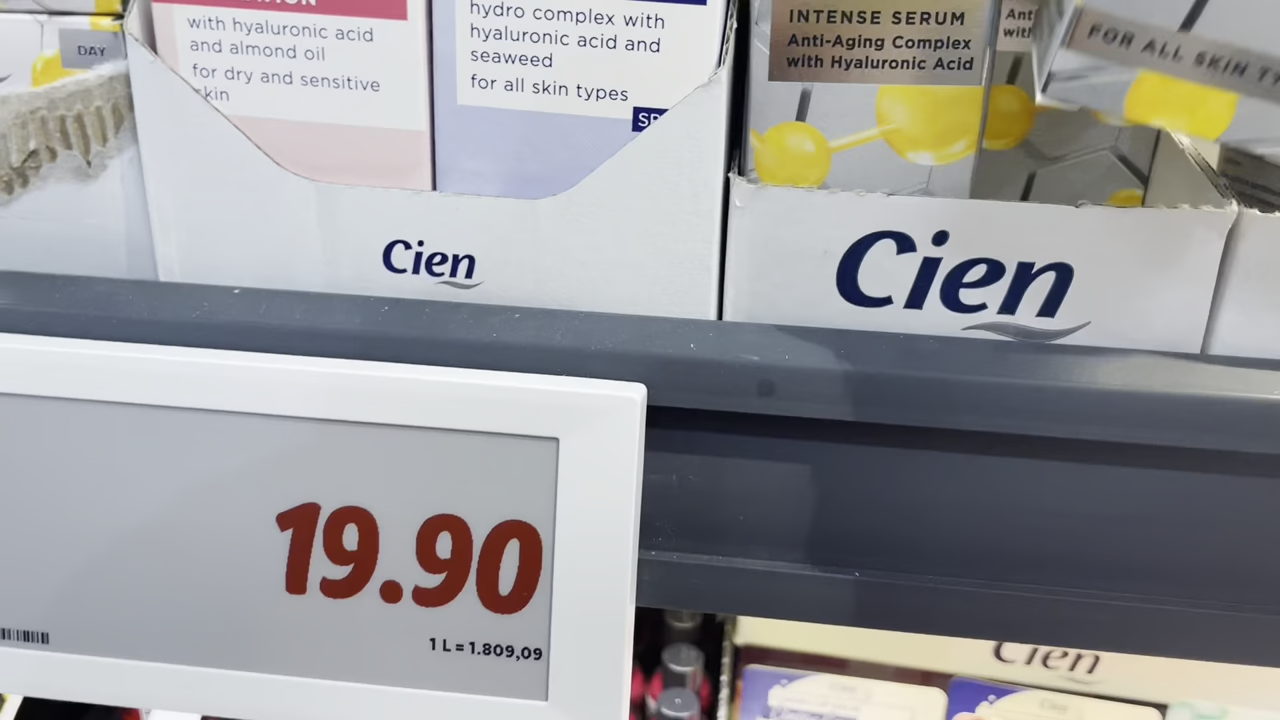 DAY
with hyaluronic acid
and almond oil
for dry and sensitive
skin
hydro complex with
hyaluronic acid and
seaweed
for all skin types
INTENSE SERUM
Anti-Aging Complex
with Hyaluronic Acid
Ant
with
FOR ALL SKIN T
Cien
Cien
19.90
1 L = 1.809,09
Cien